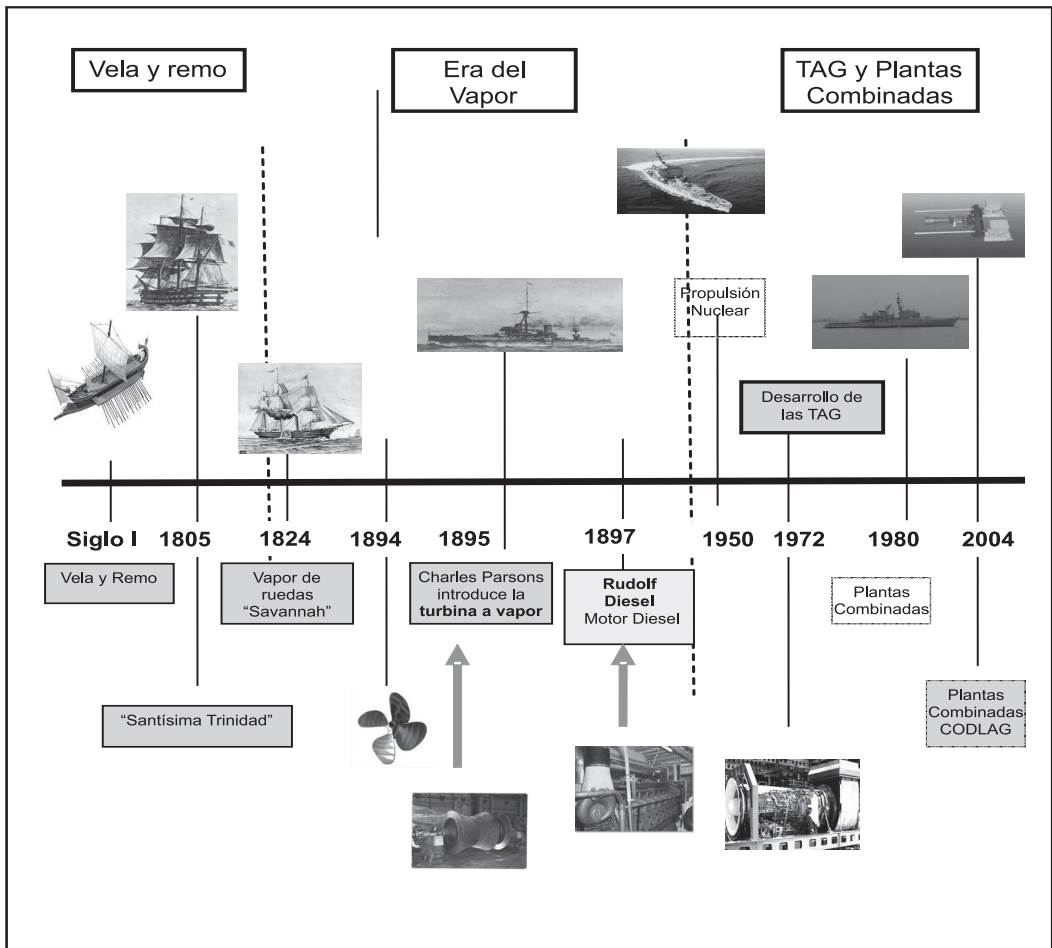 Vela y remo
Era del
Vapor
TAG y Plantas
Combinadas
Propulsión
Nuclear
Desarrollo de
las TAG
Siglo I
1805
1824
1894
1895
1897
1950
1972
1980
2004
Vela y Remo
Vapor de
ruedas
“Savannah”
Charles Parsons
introduce la
turbina a vapor
Rudolf
Diesel
Motor Diesel
Plantas
Combinadas
“Santísima Trinidad”
Plantas
Combinadas
CODLAG